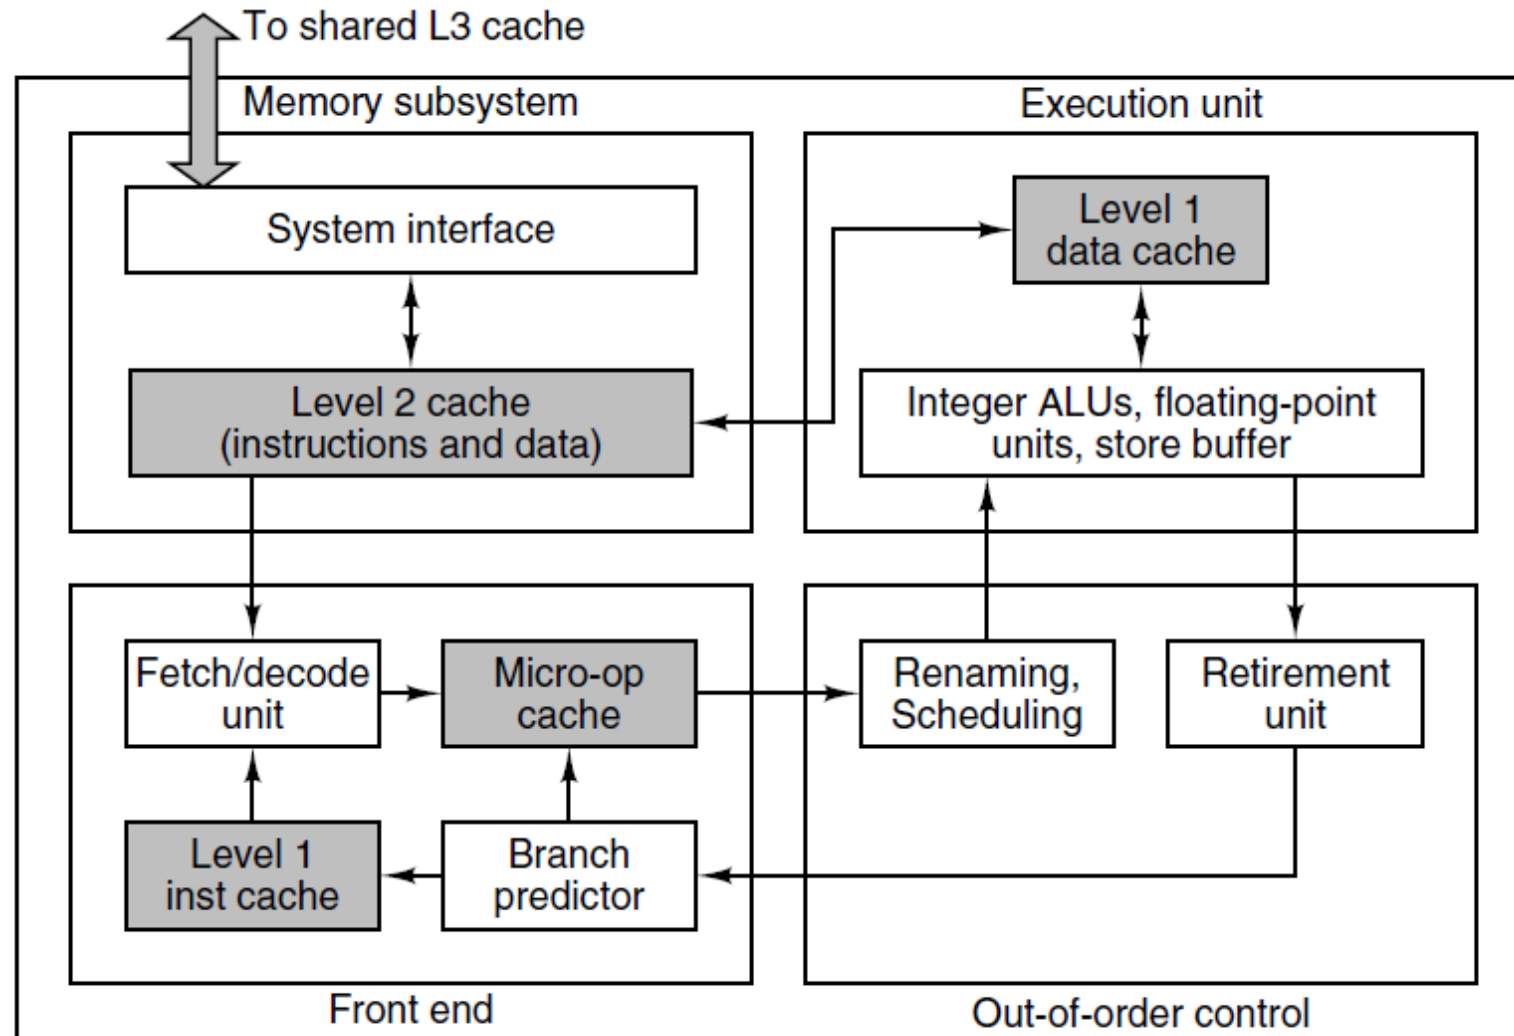 To shared L3 cache
Memory subsystem
Execution unit
System interface
Level 1
data cache
Level 2 cache
(instructions and data)
Integer ALUs, floating-point
units, store buffer
Fetch/decode
unit
Micro-op
cache
Renaming,
Scheduling
Retirement
unit
Level 1
inst cache
Branch
predictor
Front end
Out-of-order control